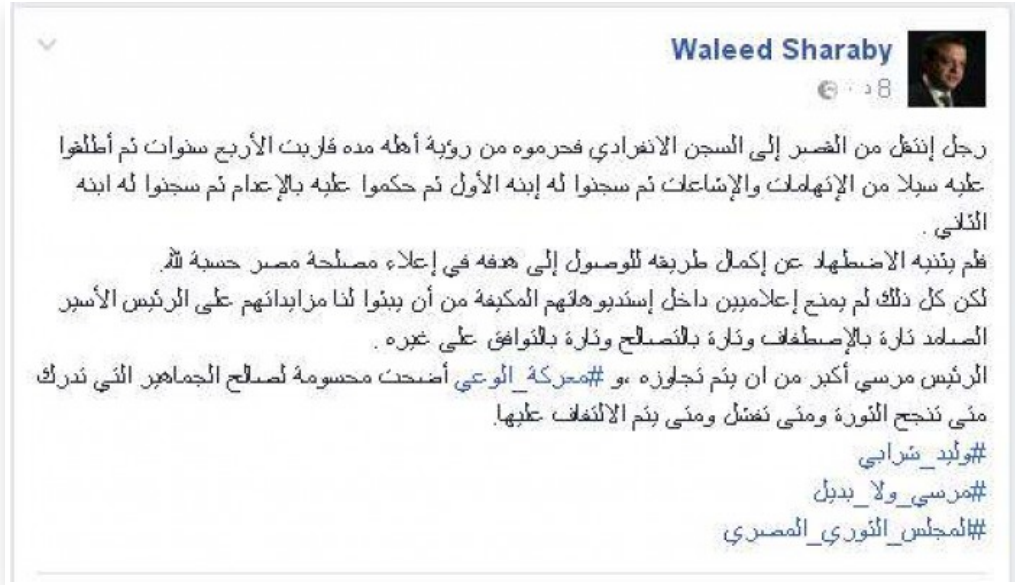 Waleed Sharaby
8 د ·
رجل إنتقل من القصر إلى السجن الانفرادي فحرموه من رؤية أهله مده قاربت الأربع سنوات ثم أطلقوا
عليه سيلا من الإتهامات والإشاعات ثم سجنوا له إبنه الأول ثم حكموا عليه بالإعدام ثم سجنوا له ابنه
الثاني .
فلم يثنيه الاضطهاد عن إكمال طريقه للوصول إلى هدفه في إعلاء مصلحة مصر حسبة لله.
لكن كل ذلك لم يمنع إعلاميين داخل إستديوهاتهم المكيفة من أن يبثوا لنا مزايداتهم على الرئيس الأسير
الصامد تارة بالإصطفاف وتارة بالتصالح وتارة بالتوافق على غيره .
الرئيس مرسي أكبر من ان يتم تجاوزه ،و #معركة_الوعي أضحت محسومة لصالح الجماهير التي تدرك
متى تنجح الثورة ومتى تفشل ومتى يتم الالتفاف عليها.
#وليد_شرابي
#مرسي_ولا_بديل
#المجلس_الثوري_المصري